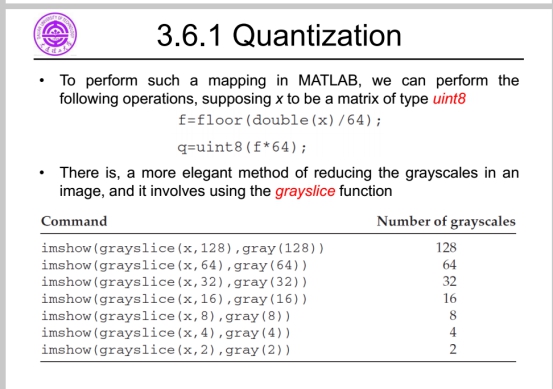 3.6.1 Quantization
• To perform such a mapping in MATLAB, we can perform the
following operations, supposing x to be a matrix of type uint8
f=floor(double(x)/64);
q=uint8(f*64);
• There is, a more elegant method of reducing the grayscales in an
image, and it involves using the grayslice function
Command Number of grayscales
imshow(grayslice(x,128),gray(128)) 128
imshow(grayslice(x,64),gray(64)) 64
imshow(grayslice(x,32),gray(32)) 32
imshow(grayslice(x,16),gray(16)) 16
imshow(grayslice(x,8),gray(8)) 8
imshow(grayslice(x,4),gray(4)) 4
imshow(grayslice(x,2),gray(2)) 2